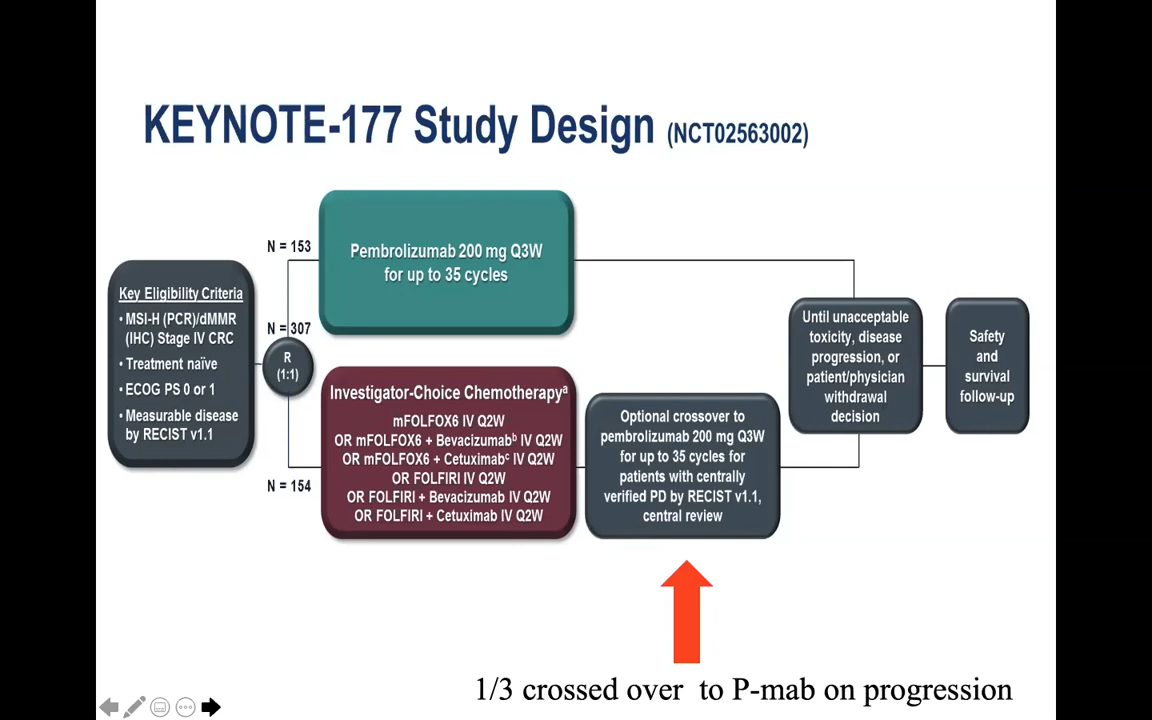 KEYNOTE-177 Study Design (NCT02563002)
N = 153
Pembrolizumab 200 mg Q3W
for up to 35 cycles
Key Eligibility Criteria
• MSI-H (PCR)/dMMR
(IHC) Stage IV CRC
• Treatment naïve
• ECOG PS 0 or 1
• Measurable disease
by RECIST v1.1
N = 307
R
(1:1)
N = 154
Investigator-Choice Chemotherapyᵃ
mFOLFOX6 IV Q2W
OR mFOLFOX6 + Bevacizumabᵇ IV Q2W
OR mFOLFOX6 + Cetuximabᶜ IV Q2W
OR FOLFIRI IV Q2W
OR FOLFIRI + Bevacizumab IV Q2W
OR FOLFIRI + Cetuximab IV Q2W
Optional crossover to
pembrolizumab 200 mg Q3W
for up to 35 cycles for
patients with centrally
verified PD by RECIST v1.1,
central review
Until unacceptable
toxicity, disease
progression, or
patient/physician
withdrawal
decision
Safety
and
survival
follow-up
1/3 crossed over to P-mab on progression